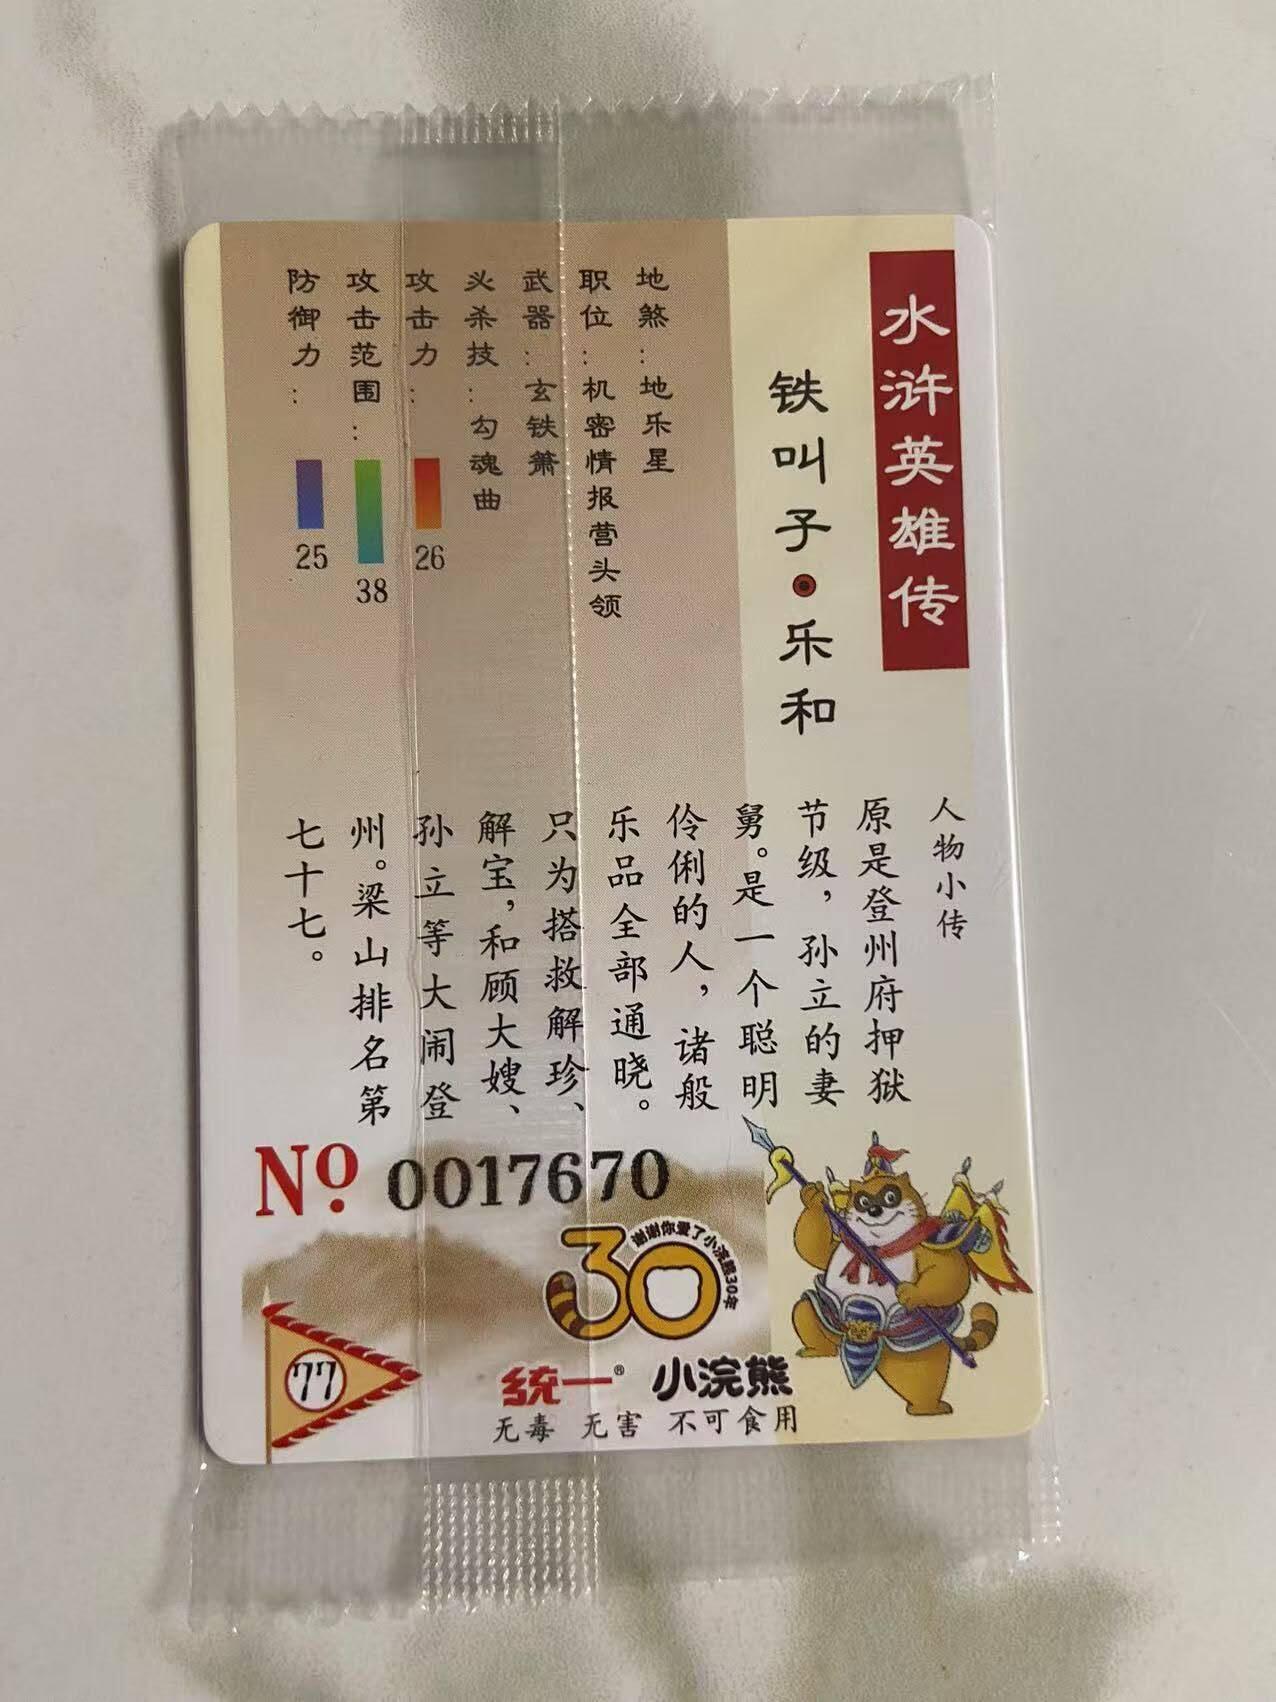 水浒英雄传
铁叫子·乐和
地煞：地乐星
职位：机密情报营头领
武器：玄铁箫
必杀技：勾魂曲
攻击力：
26
攻击范围：
38
防御力：
25
人物小传
原是登州府押狱
节级，孙立的妻
舅。是一个聪明
伶俐的人，诸般
乐品全部通晓。
只为搭救解珍、
解宝，和顾大嫂、
孙立等大闹登
州。梁山排名第
七十七。
No 0017670
30
谢谢你爱了小浣熊30年
77
统一® 小浣熊
无毒 无害 不可食用